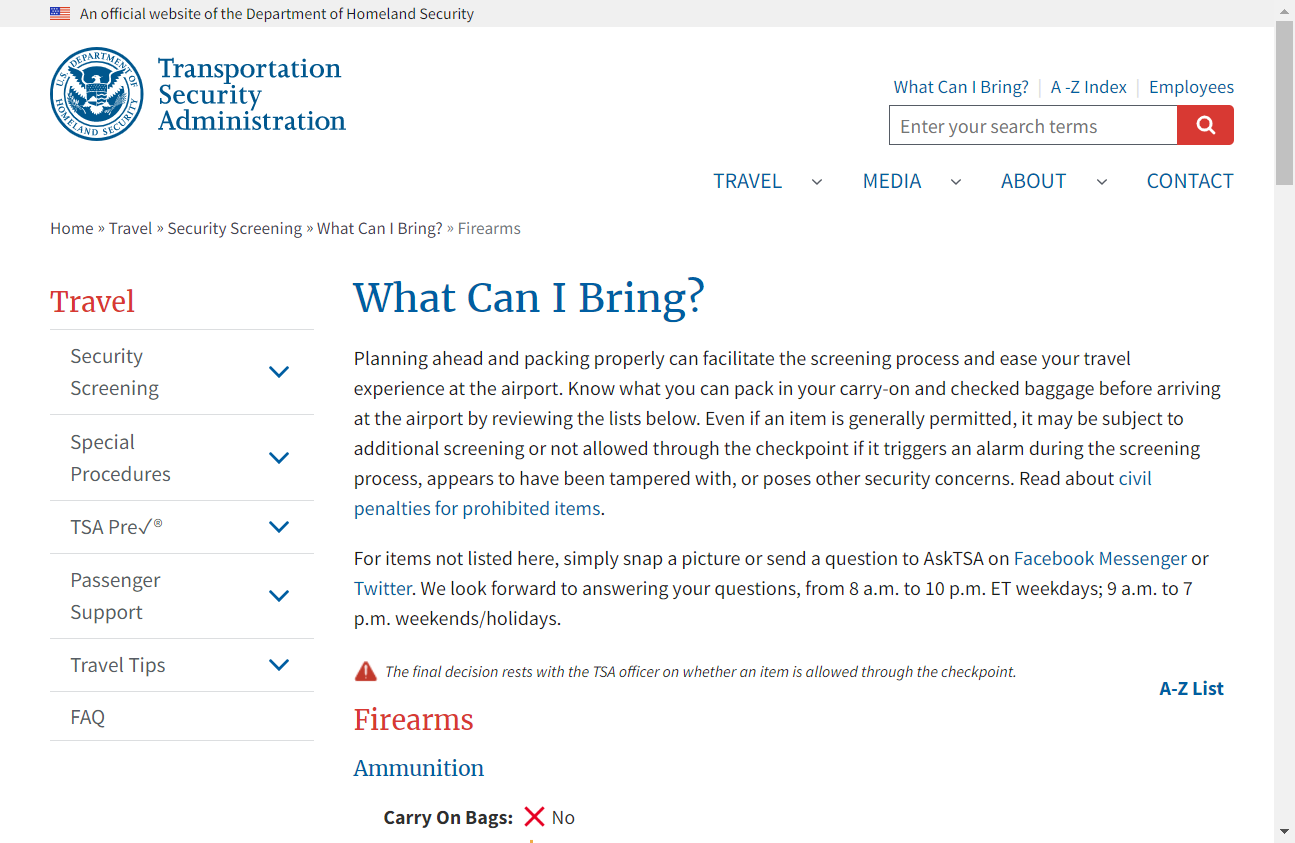 An official website of the Department of Homeland Security
U.S. DEPARTMENT OF HOMELAND SECURITY
Transportation
Security
Administration
What Can I Bring?
A -Z Index
Employees
Enter your search terms
TRAVEL
MEDIA
ABOUT
CONTACT
Home » Travel » Security Screening » What Can I Bring? » Firearms
Travel
Security
Screening
Special
Procedures
TSA Pre✓®
Passenger
Support
Travel Tips
FAQ
What Can I Bring?
Planning ahead and packing properly can facilitate the screening process and ease your travel
experience at the airport. Know what you can pack in your carry-on and checked baggage before arriving
at the airport by reviewing the lists below. Even if an item is generally permitted, it may be subject to
additional screening or not allowed through the checkpoint if it triggers an alarm during the screening
process, appears to have been tampered with, or poses other security concerns. Read about civil
penalties for prohibited items.
For items not listed here, simply snap a picture or send a question to AskTSA on Facebook Messenger or
Twitter. We look forward to answering your questions, from 8 a.m. to 10 p.m. ET weekdays; 9 a.m. to 7
p.m. weekends/holidays.
The final decision rests with the TSA officer on whether an item is allowed through the checkpoint.
A-Z List
Firearms
Ammunition
Carry On Bags: No